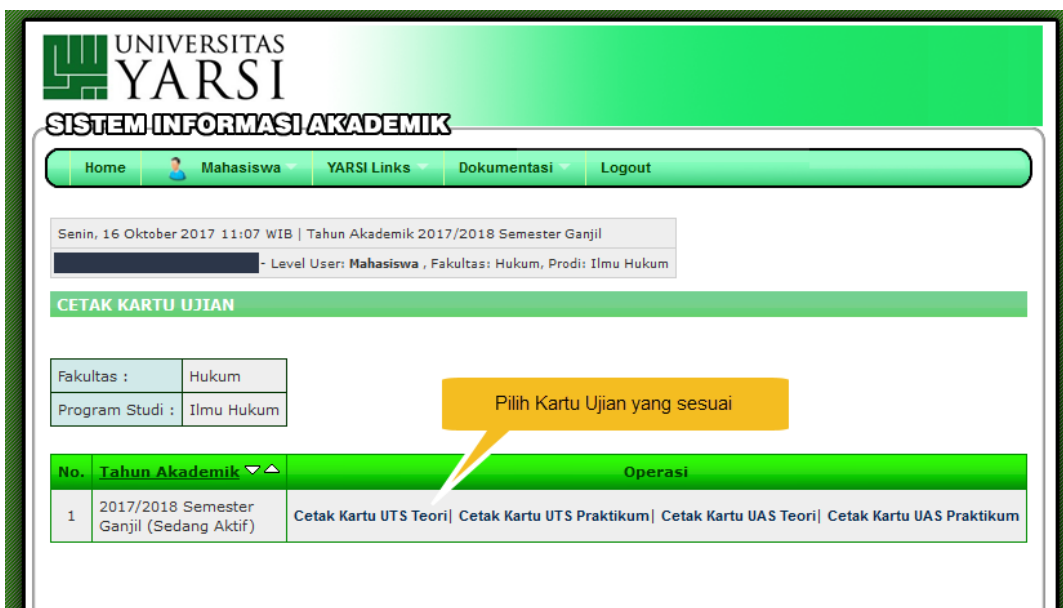 UNIVERSITAS
YARSI
SISTEM INFORMASI AKADEMIK
Home Mahasiswa YARSI Links Dokumentasi Logout
Senin, 16 Oktober 2017 11:07 WIB | Tahun Akademik 2017/2018 Semester Ganjil
- Level User: Mahasiswa , Fakultas: Hukum, Prodi: Ilmu Hukum
CETAK KARTU UJIAN
Fakultas : Hukum
Program Studi : Ilmu Hukum
Pilih Kartu Ujian yang sesuai
No. Tahun Akademik Operasi
1 2017/2018 Semester
Ganjil (Sedang Aktif)
Cetak Kartu UTS Teori| Cetak Kartu UTS Praktikum| Cetak Kartu UAS Teori| Cetak Kartu UAS Praktikum